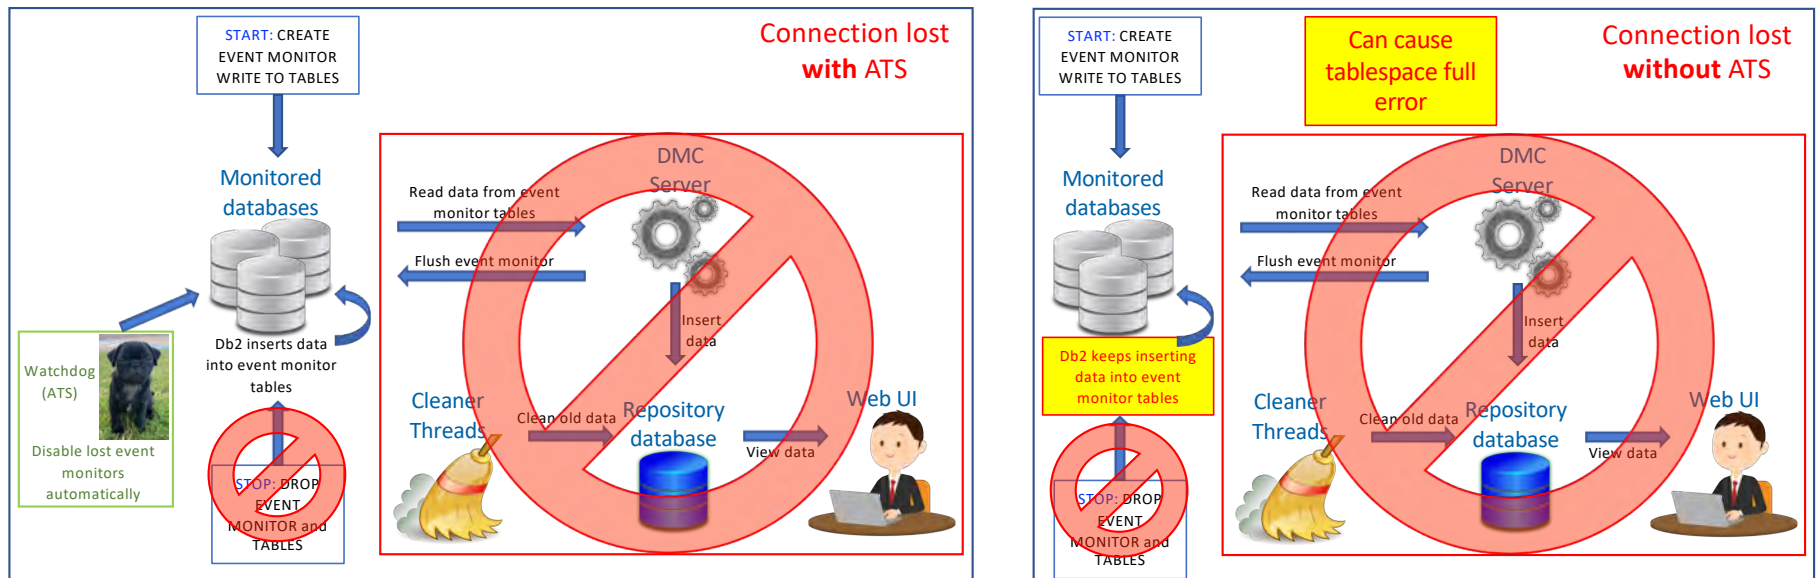 START: CREATE
EVENT MONITOR
WRITE TO TABLES
Connection lost
with ATS
Monitored
databases
DMC
Server
Read data from event
monitor tables
Flush event monitor
Insert
data
Db2 inserts data
into event monitor
tables
Watchdog
(ATS)
Disable lost event
monitors
automatically
STOP: DROP
EVENT
MONITOR and
TABLES
Cleaner
Threads
Clean old data
Repository
database
View data
Web UI
START: CREATE
EVENT MONITOR
WRITE TO TABLES
Can cause
tablespace full
error
Connection lost
without ATS
Monitored
databases
DMC
Server
Read data from event
monitor tables
Flush event monitor
Insert
data
Db2 keeps inserting
data into event
monitor tables
STOP: DROP
EVENT
MONITOR and
TABLES
Cleaner
Threads
Clean old data
Repository
database
View data
Web UI